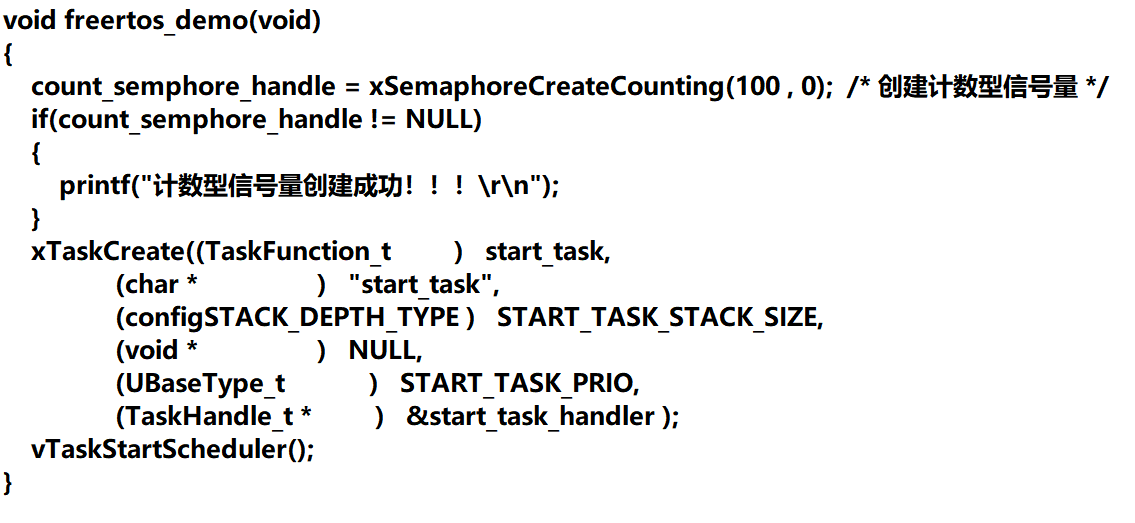 void freertos_demo(void)
{
count_semphore_handle = xSemaphoreCreateCounting(100 , 0); /* 创建计数型信号量 */
if(count_semphore_handle != NULL)
{
printf("计数型信号量创建成功！！！\r\n");
}
xTaskCreate((TaskFunction_t ) start_task,
(char * ) "start_task",
(configSTACK_DEPTH_TYPE ) START_TASK_STACK_SIZE,
(void * ) NULL,
(UBaseType_t ) START_TASK_PRIO,
(TaskHandle_t * ) &start_task_handler );
vTaskStartScheduler();
}